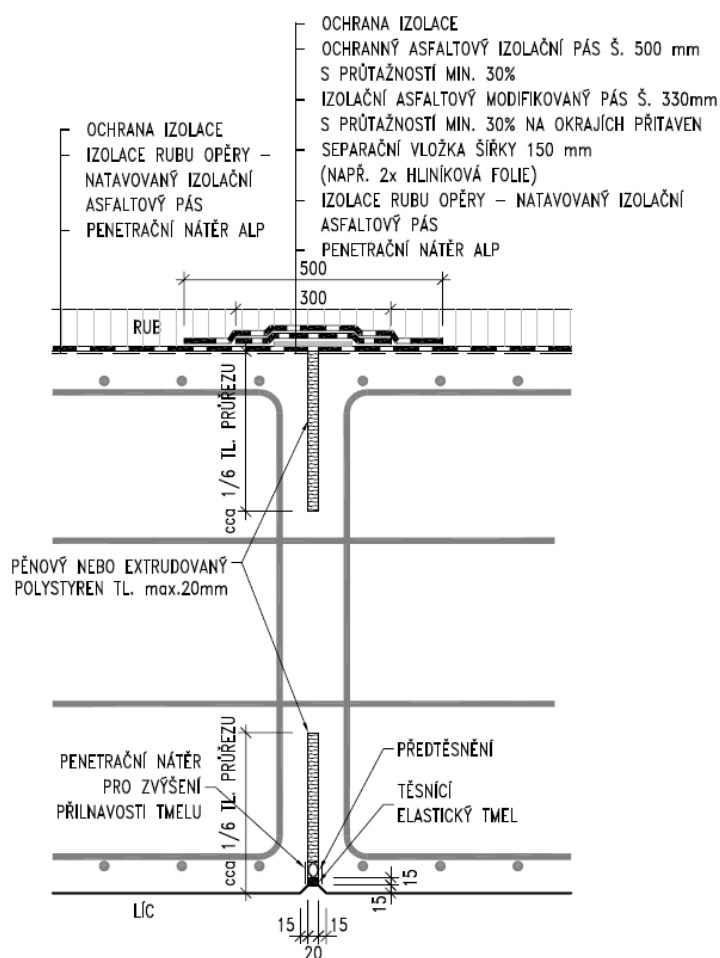 OCHRANA IZOLACE
OCHRANNÝ ASFALTOVÝ IZOLAČNÍ PÁS Š. 500 mm
S PRŮTAŽNOSTÍ MIN. 30%
IZOLAČNÍ ASFALTOVÝ MODIFIKOVANÝ PÁS Š. 330mm
S PRŮTAŽNOSTÍ MIN. 30% NA OKRAJÍCH PŘITAVEN
SEPARAČNÍ VLOŽKA ŠÍŘKY 150 mm
(NAPŘ. 2x HLINÍKOVÁ FOLIE)
IZOLACE RUBU OPĚRY – NATAVOVANÝ IZOLAČNÍ
ASFALTOVÝ PÁS
PENETRAČNÍ NÁTĚR ALP
OCHRANA IZOLACE
IZOLACE RUBU OPĚRY –
NATAVOVANÝ IZOLAČNÍ
ASFALTOVÝ PÁS
PENETRAČNÍ NÁTĚR ALP
500
300
RUB
cca 1/6 TL. PRŮŘEZU
PĚNOVÝ NEBO EXTRUDOVANÝ
POLYSTYREN TL. max.20mm
cca 1/6 TL. PRŮŘEZU
PENETRAČNÍ NÁTĚR
PRO ZVÝŠENÍ
PŘILNAVOSTI TMELU
PŘEDTĚSNĚNÍ
TĚSNÍCÍ
ELASTICKÝ TMEL
15
15
LÍC
15
15
20